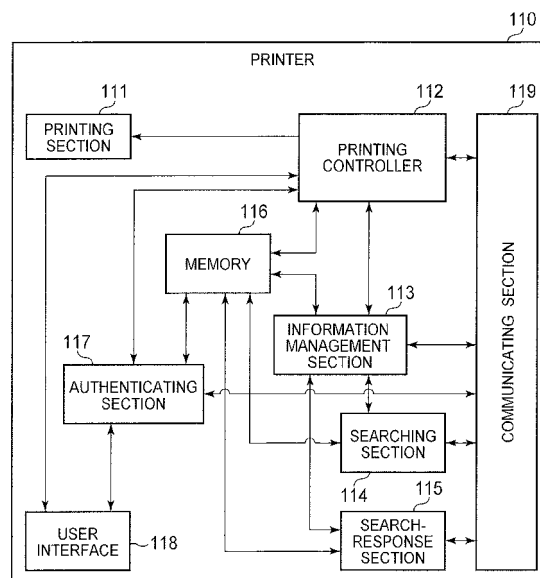 110
PRINTER
111
112
119
PRINTING
SECTION
PRINTING
CONTROLLER
116
MEMORY
113
INFORMATION
MANAGEMENT
SECTION
117
AUTHENTICATING
SECTION
COMMUNICATING SECTION
SEARCHING
SECTION
114
115
USER
INTERFACE
118
SEARCH-
RESPONSE
SECTION